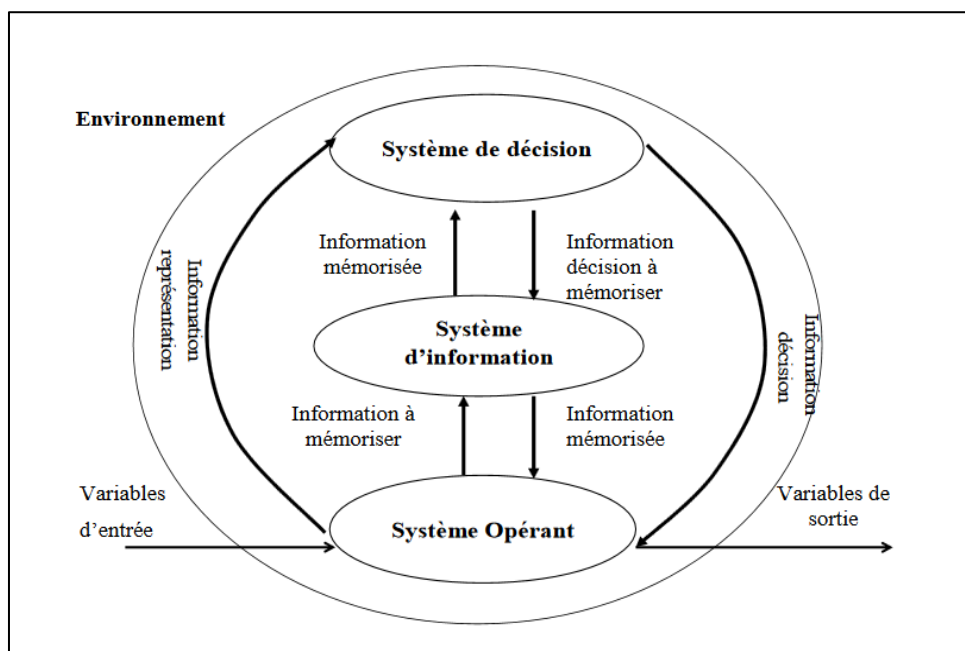 Environnement
Système de décision
Information
mémorisée
Information
décision à
mémoriser
Information
représentation
Système
d'information
Information
décision
Information à
mémoriser
Information
mémorisée
Variables
d'entrée
Système Opérant
Variables de
sortie